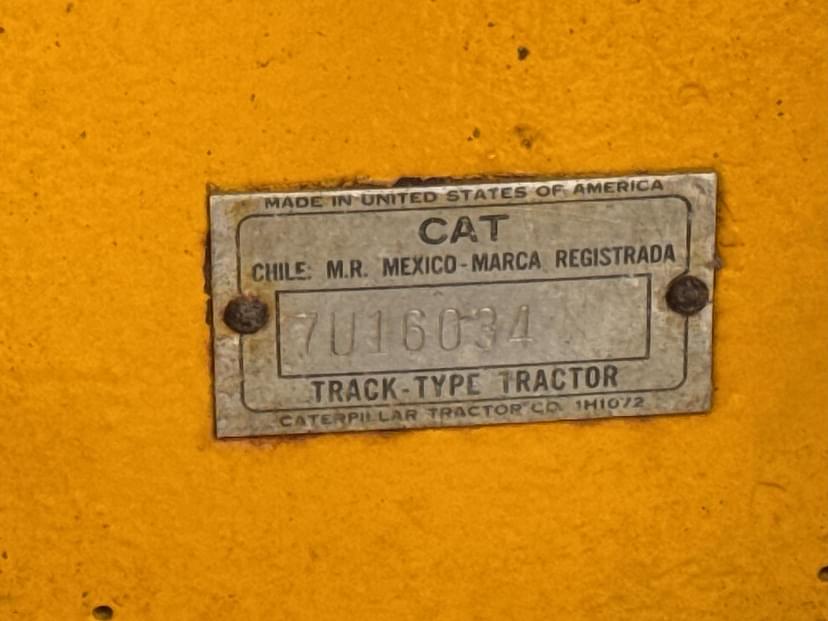 MADE IN UNITED STATES OF AMERICA
CAT
CHILE: M.R. MEXICO-MARCA REGISTRADA
7U16034
TRACK-TYPE TRACTOR
CATERPILLAR TRACTOR CO. 1H1072